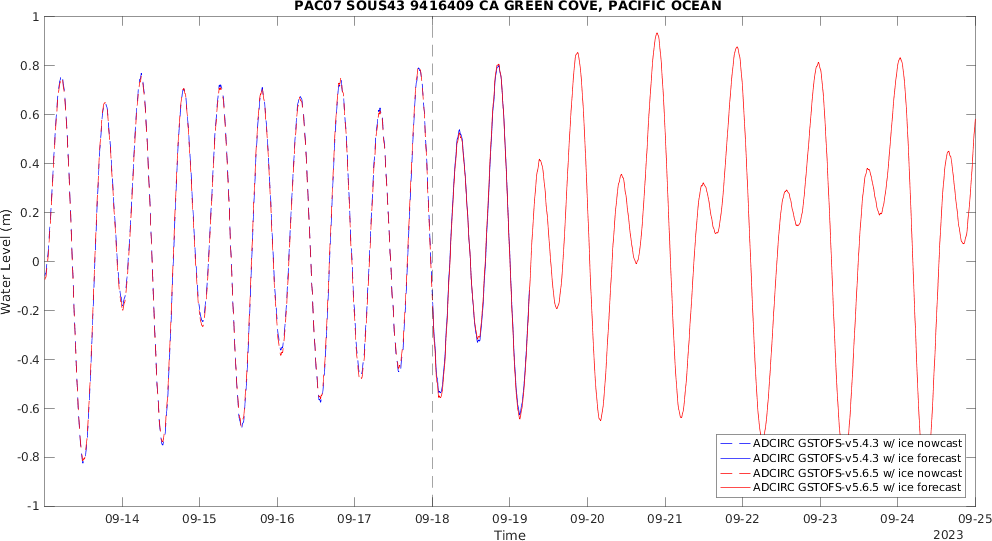 PAC07 SOUS43 9416409 CA GREEN COVE, PACIFIC OCEAN
Water Level (m)
1
0.8
0.6
0.4
0.2
0
-0.2
-0.4
-0.6
-0.8
-1
ADCIRC GSTOFS-v5.4.3 w/ ice nowcast
ADCIRC GSTOFS-v5.4.3 w/ ice forecast
ADCIRC GSTOFS-v5.6.5 w/ ice nowcast
ADCIRC GSTOFS-v5.6.5 w/ ice forecast
09-14 09-15 09-16 09-17 09-18 09-19 09-20 09-21 09-22 09-23 09-24 09-25
Time
2023